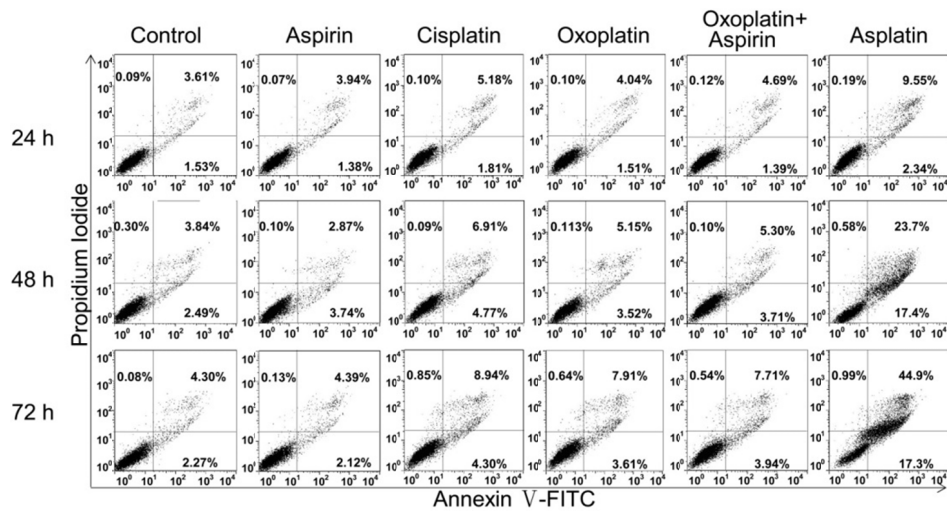 Control Aspirin Cisplatin Oxoplatin Oxoplatin+ Aspirin Asplatin
24 h
0.09% 3.61% 0.07% 3.94% 0.10% 5.18% 0.10% 4.04% 0.12% 4.69% 0.19% 9.55%
1.53% 1.38% 1.81% 1.51% 1.39% 2.34%
48 h
0.30% 3.84% 0.10% 2.87% 0.09% 6.91% 0.113% 5.15% 0.10% 5.30% 0.58% 23.7%
2.49% 3.74% 4.77% 3.52% 3.71% 17.4%
72 h
0.08% 4.30% 0.13% 4.39% 0.85% 8.94% 0.64% 7.91% 0.54% 7.71% 0.99% 44.9%
2.27% 2.12% 4.30% 3.61% 3.94% 17.3%
Propidium Iodide
Annexin V-FITC